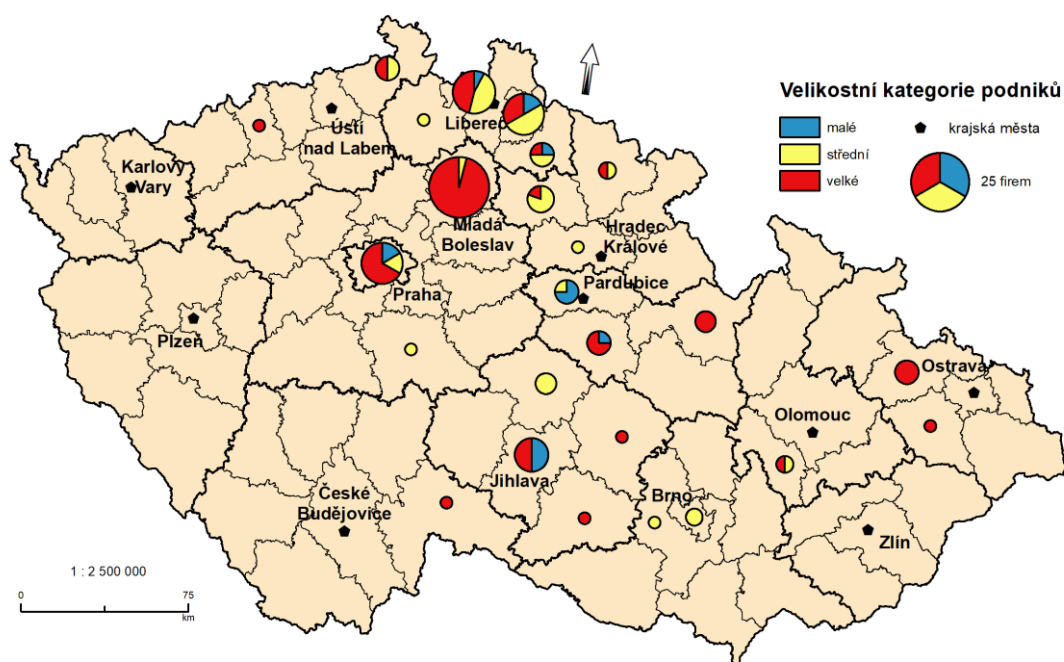 Velikostní kategorie podniků
malé
střední
velké
krajská města
25 firem
Liberec
Ústí
nad Labem
Karlovy
Vary
Mladá
Boleslav
Hradec
Králové
Pardubice
Praha
Plzeň
Ostrava
Olomouc
Jihlava
Brno
České
Budějovice
Zlín
1 : 2 500 000
0
75
km